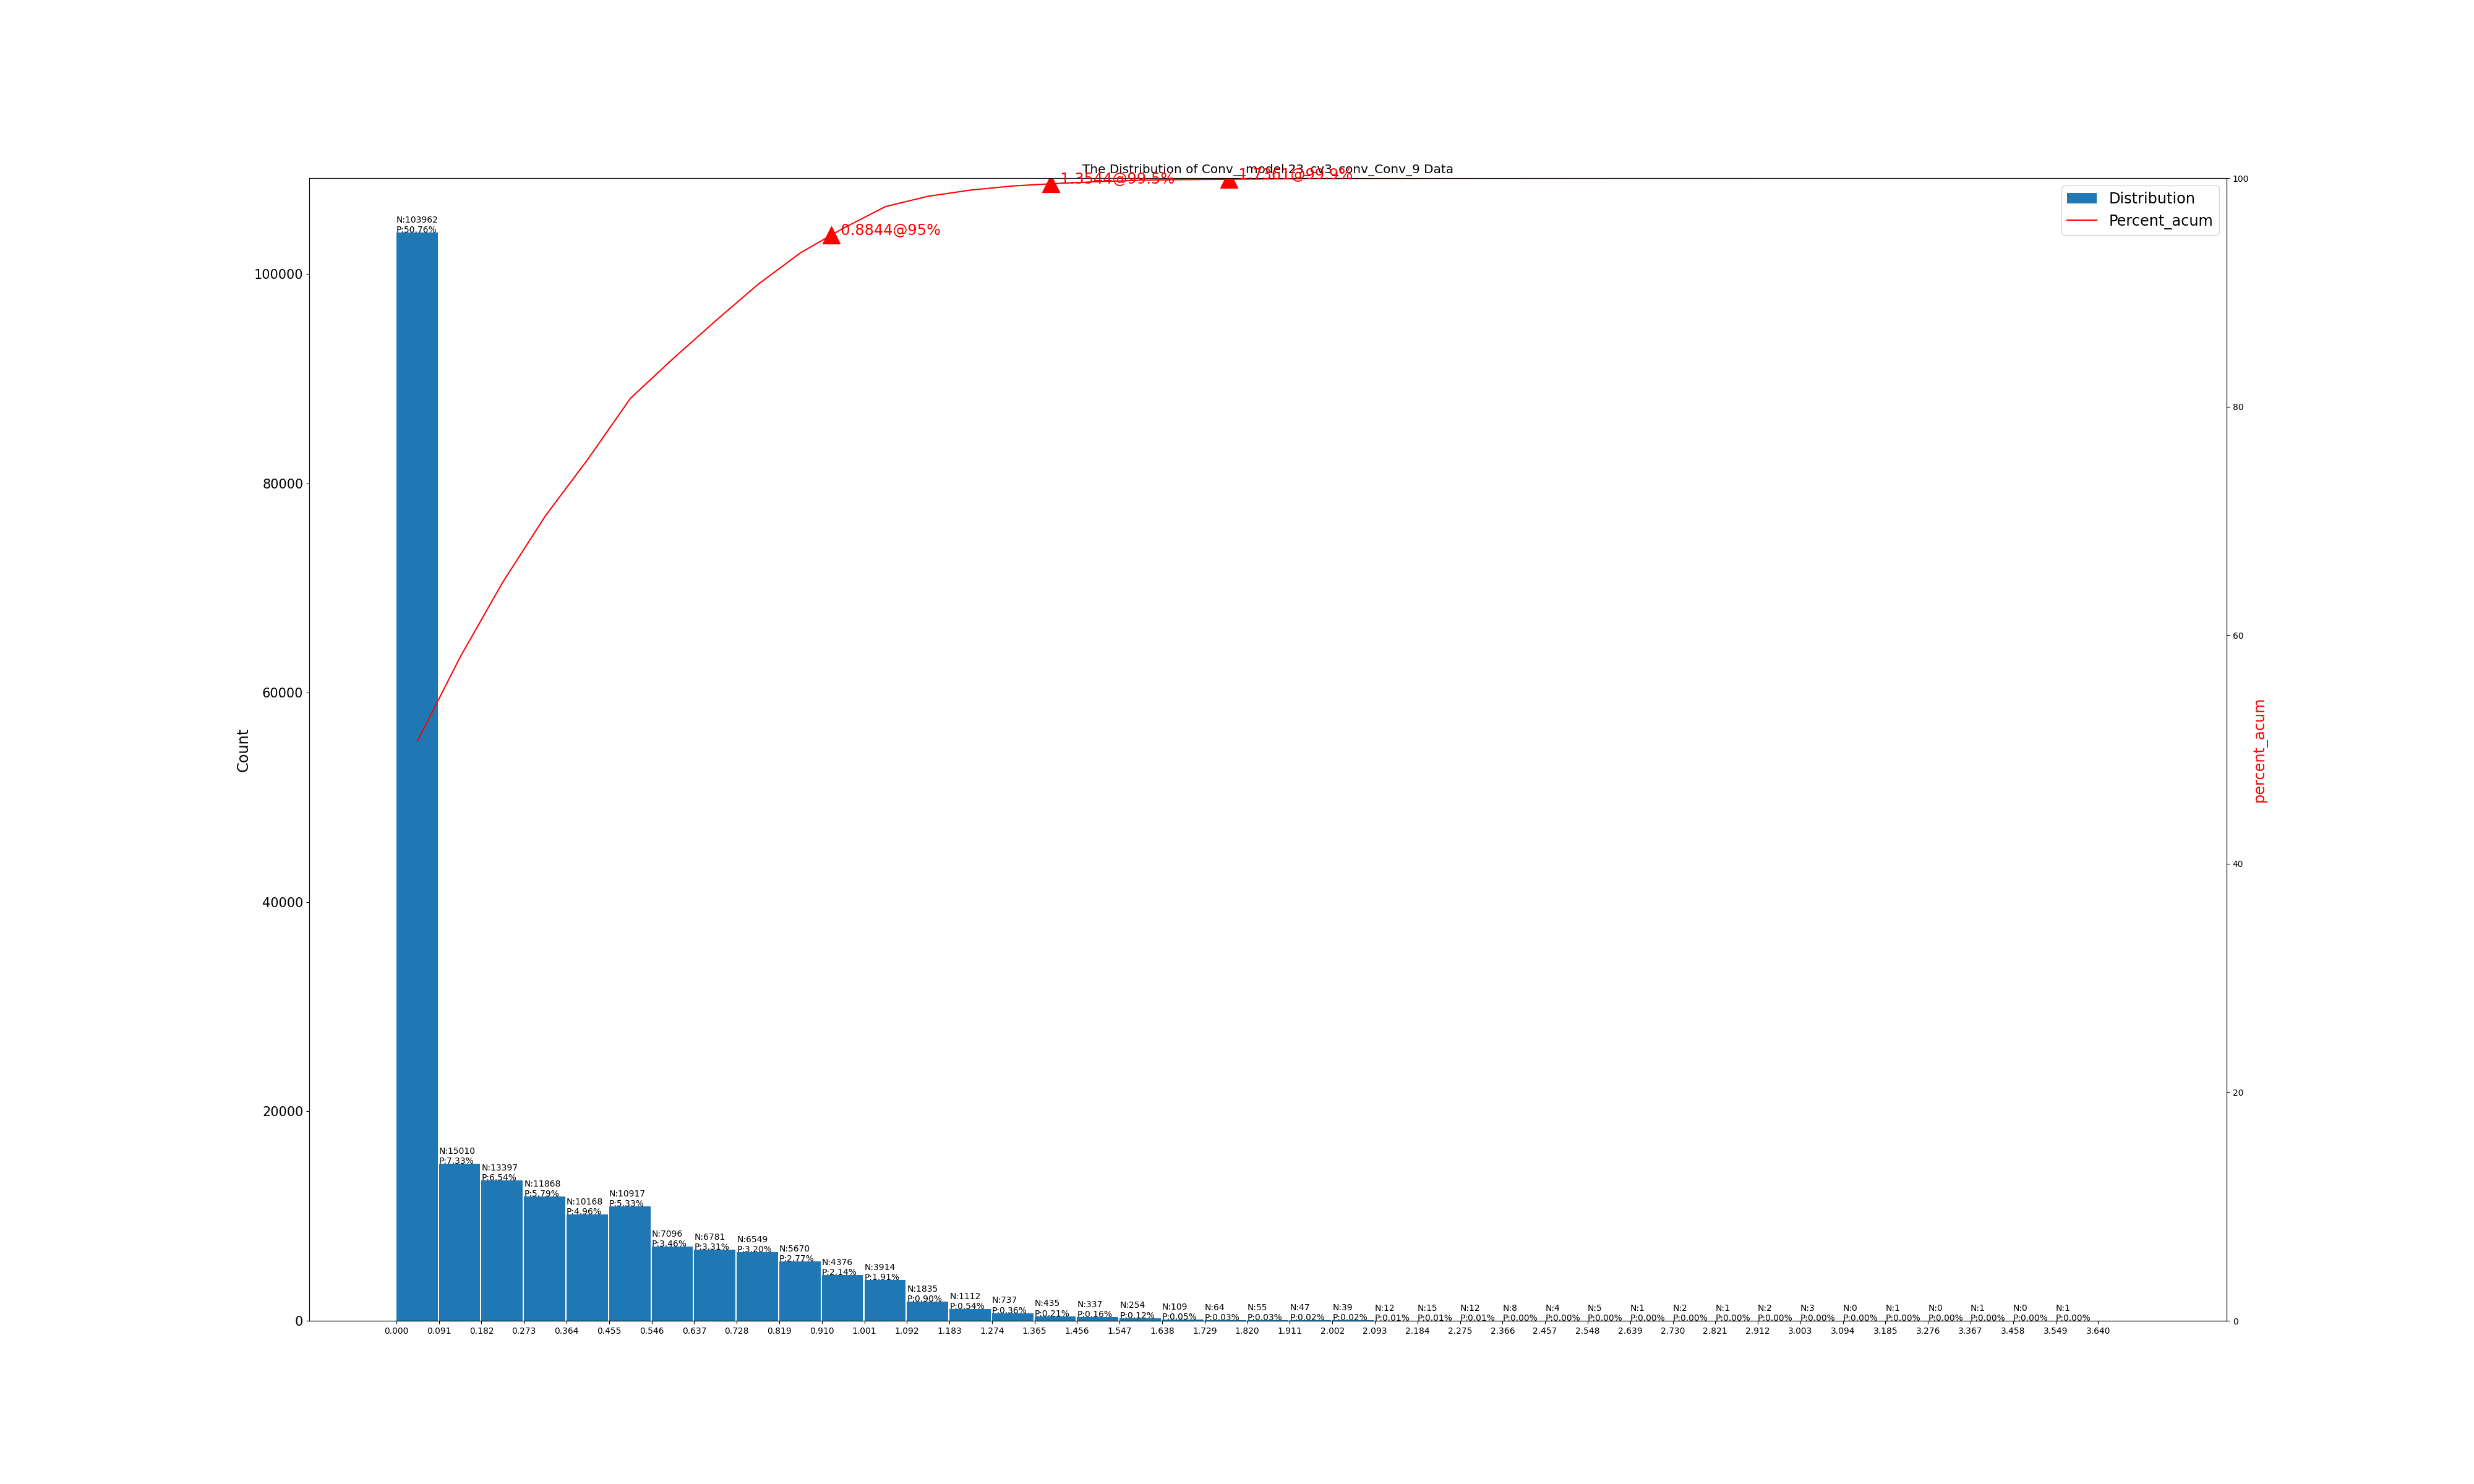 The Distribution of Conv__model.23_cv3_conv_Conv_9 Data
1.3544@99.5%
1.7361@99.9%
0.8844@95%
Distribution
Percent_acum
Count
percent_acum
100000
80000
60000
40000
20000
0
100
80
60
40
20
0
N:103962
P:50.76%
N:15010
P:7.33%
N:13397
P:6.54%
N:11868
P:5.79%
N:10168
P:4.96%
N:10917
P:5.33%
N:7096
P:3.46%
N:6781
P:3.31%
N:6549
P:3.20%
N:5670
P:2.77%
N:4376
P:2.14%
N:3914
P:1.91%
N:1835
P:0.90%
N:1112
P:0.54%
N:737
P:0.36%
N:435
P:0.21%
N:337
P:0.16%
N:254
P:0.12%
N:109
P:0.05%
N:64
P:0.03%
N:55
P:0.03%
N:47
P:0.02%
N:39
P:0.02%
N:12
P:0.01%
N:15
P:0.01%
N:12
P:0.01%
N:8
P:0.00%
N:4
P:0.00%
N:5
P:0.00%
N:1
P:0.00%
N:2
P:0.00%
N:1
P:0.00%
N:2
P:0.00%
N:3
P:0.00%
N:0
P:0.00%
N:1
P:0.00%
N:0
P:0.00%
N:1
P:0.00%
N:0
P:0.00%
N:1
P:0.00%
0.000 0.091 0.182 0.273 0.364 0.455 0.546 0.637 0.728 0.819 0.910 1.001 1.092 1.183 1.274 1.365 1.456 1.547 1.638 1.729 1.820 1.911 2.002 2.093 2.184 2.275 2.366 2.457 2.548 2.639 2.730 2.821 2.912 3.003 3.094 3.185 3.276 3.367 3.458 3.549 3.640